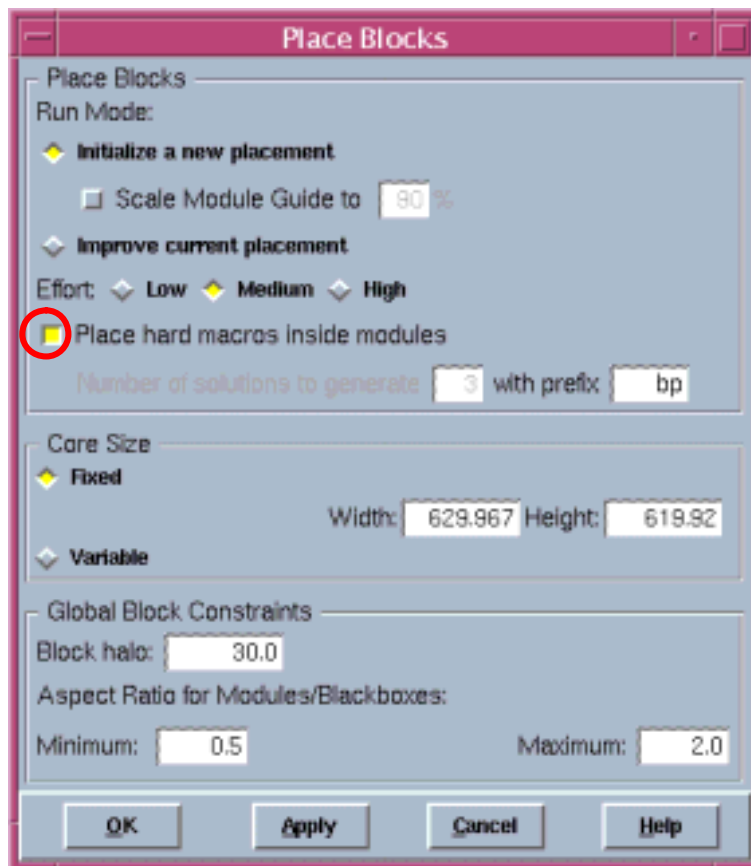 Place Blocks
Place Blocks
Run Mode:
Initialize a new placement
Scale Module Guide to 90 %
Improve current placement
Effort: Low Medium High
Place hard macros inside modules
Number of solutions to generate 3 with prefix bp
Core Size
Fixed
Width: 629.967 Height: 619.92
Variable
Global Block Constraints
Block halo: 30.0
Aspect Ratio for Modules/Blackboxes:
Minimum: 0.5 Maximum: 2.0
OK Apply Cancel Help